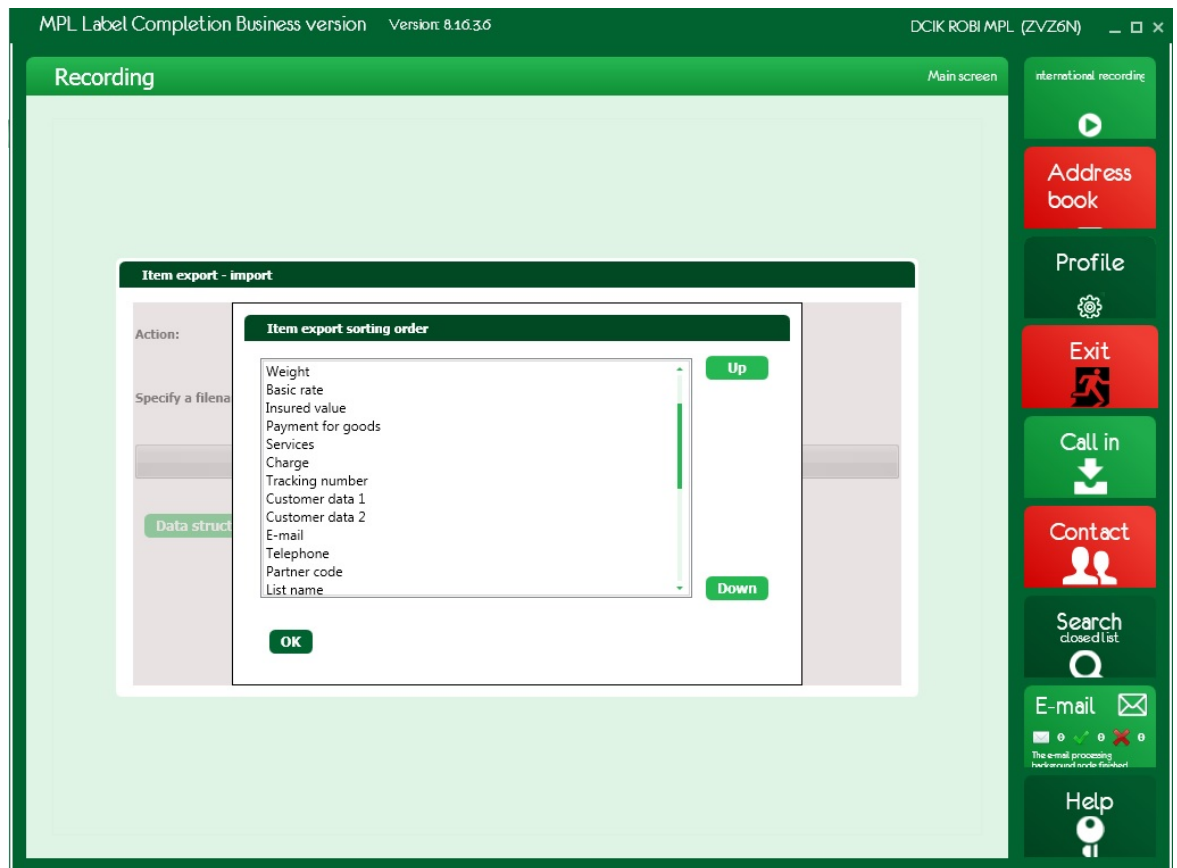 MPL Label Completion Business version Version: 8.16.3.6 DCIK ROBI MPL (ZVZ6N)
Recording Main screen
Item export - import
Action:
Specify a filena
Data struct
Item export sorting order
Weight
Basic rate
Insured value
Payment for goods
Services
Charge
Tracking number
Customer data 1
Customer data 2
E-mail
Telephone
Partner code
List name
Up
Down
OK
nternational recording
Address
book
Profile
Exit
Call in
Contact
Search
closed list
E-mail
0 0 0
The e-mail processing
background node finished
Help